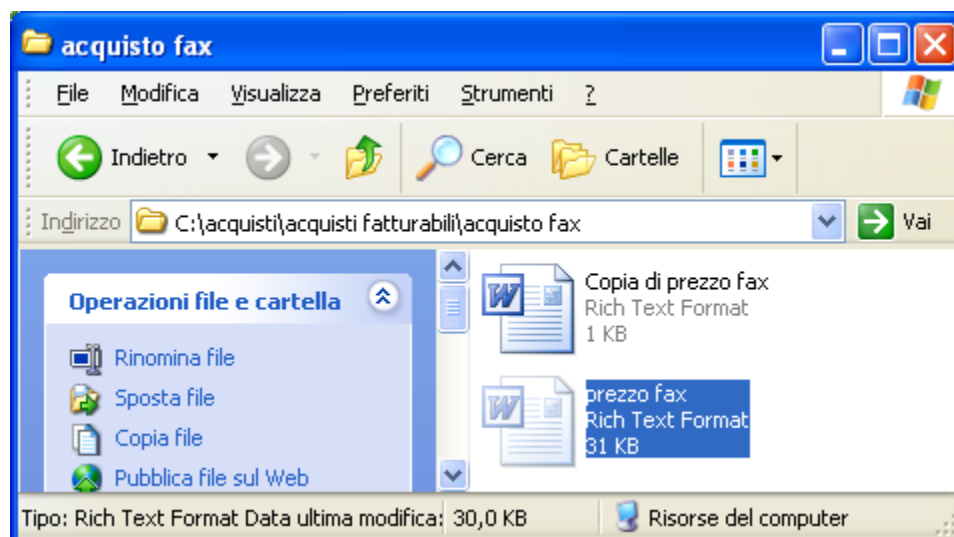 acquisto fax
File Modifica Visualizza Preferiti Strumenti ?
Indietro Cerca Cartelle
Indirizzo C:\acquisti\acquisti fatturabili\acquisto fax Vai
Operazioni file e cartella
Rinomina file
Sposta file
Copia file
Pubblica file sul Web
Copia di prezzo fax
Rich Text Format
1 KB
prezzo fax
Rich Text Format
31 KB
Tipo: Rich Text Format Data ultima modifica: 30,0 KB Risorse del computer